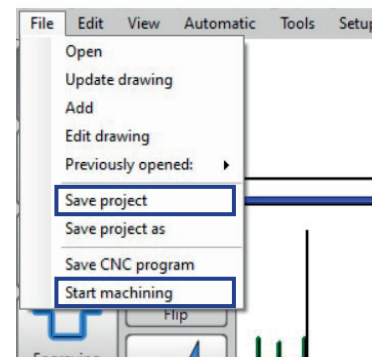 File Edit View Automatic Tools Setup
Open
Update drawing
Add
Edit drawing
Previously opened:
Save project
Save project as
Save CNC program
Start machining
Flip
Engraving